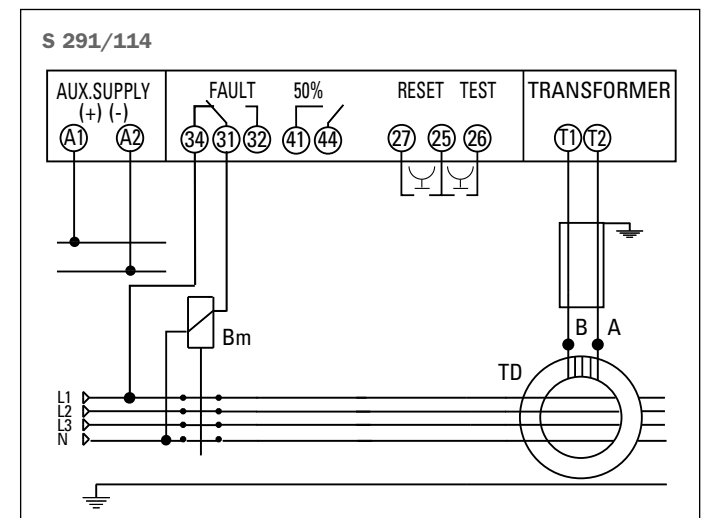 S 291/114
AUX.SUPPLY FAULT 50% RESET TEST TRANSFORMER
(+) (-)
A1 A2 34 31 32 41 44 27 25 26 T1 T2
B A
Bm
TD
L1
L2
L3
N